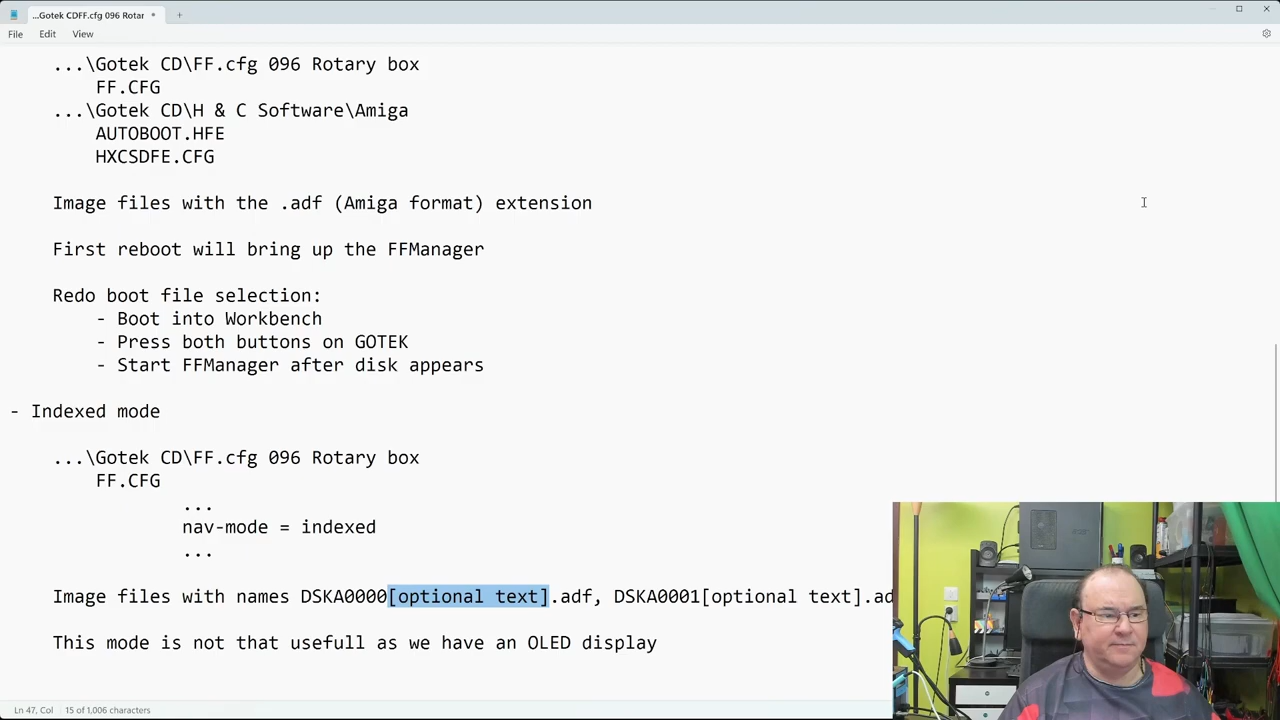 ...Gotek CDFF.cfg 096 Rotar
File Edit View
...\Gotek CD\FF.cfg 096 Rotary box
FF.CFG
...\Gotek CD\H & C Software\Amiga
AUTOBOOT.HFE
HXCSDFE.CFG
Image files with the .adf (Amiga format) extension
First reboot will bring up the FFManager
Redo boot file selection:
- Boot into Workbench
- Press both buttons on GOTEK
- Start FFManager after disk appears
- Indexed mode
...\Gotek CD\FF.cfg 096 Rotary box
FF.CFG
...
nav-mode = indexed
...
Image files with names DSKA0000[optional text].adf, DSKA0001[optional text].ad
This mode is not that usefull as we have an OLED display
Ln 47, Col 15 of 1,006 characters